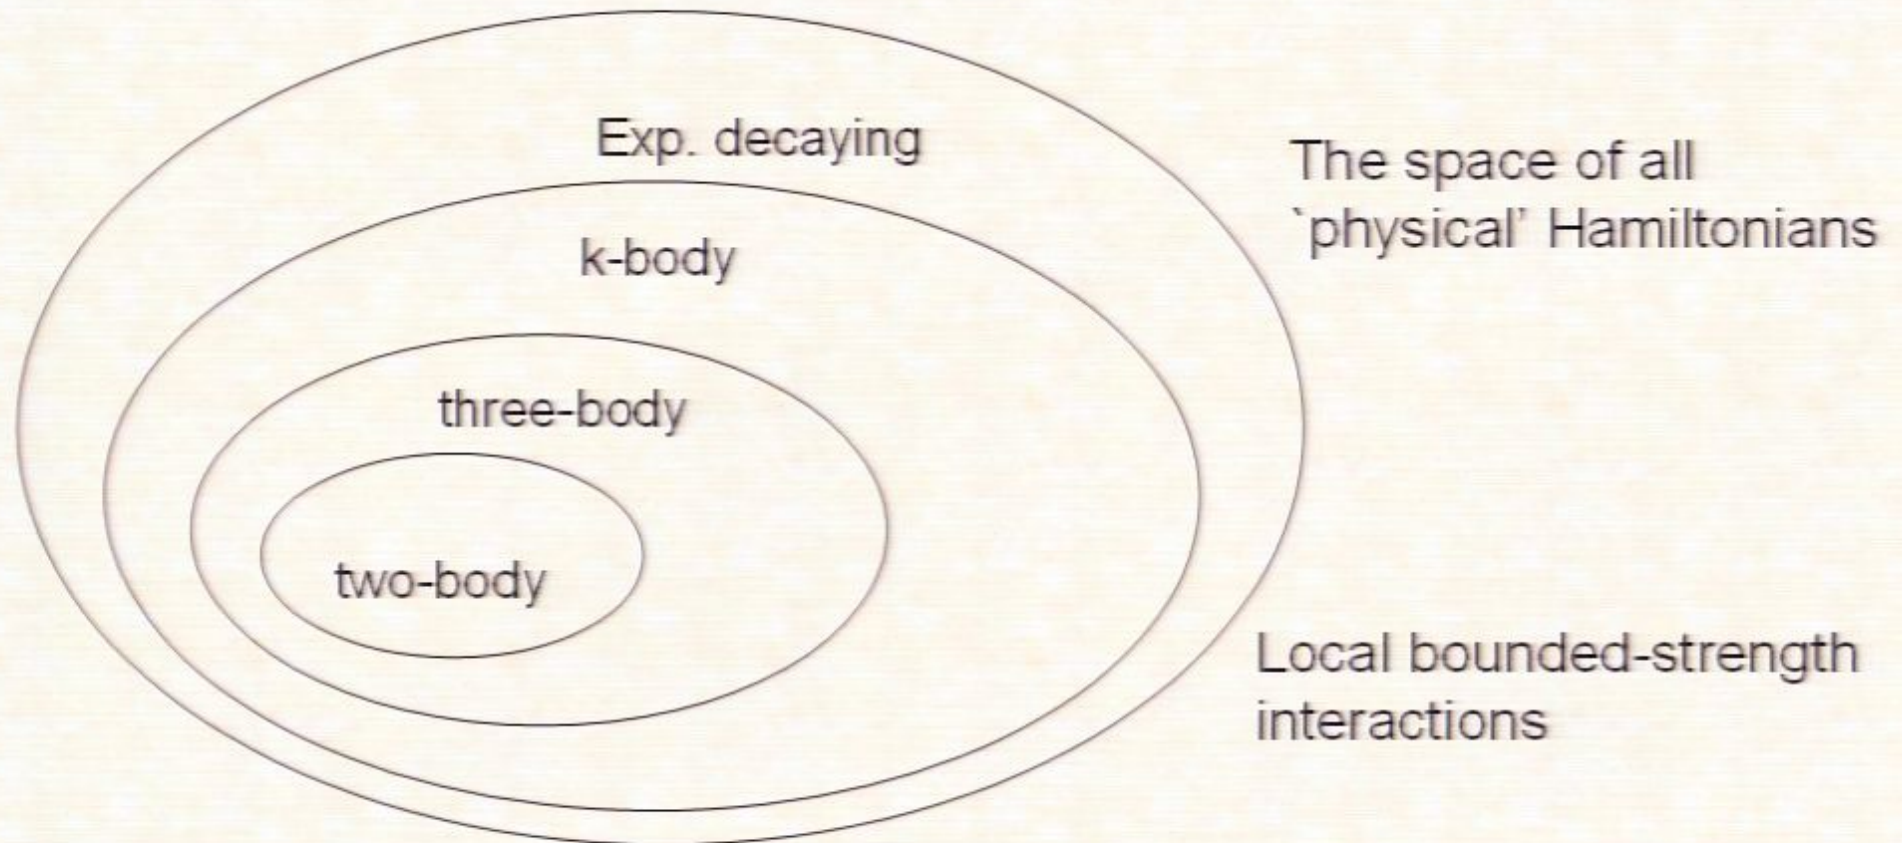 Exp. decaying
k-body
three-body
two-body
The space of all
`physical' Hamiltonians
Local bounded-strength
interactions